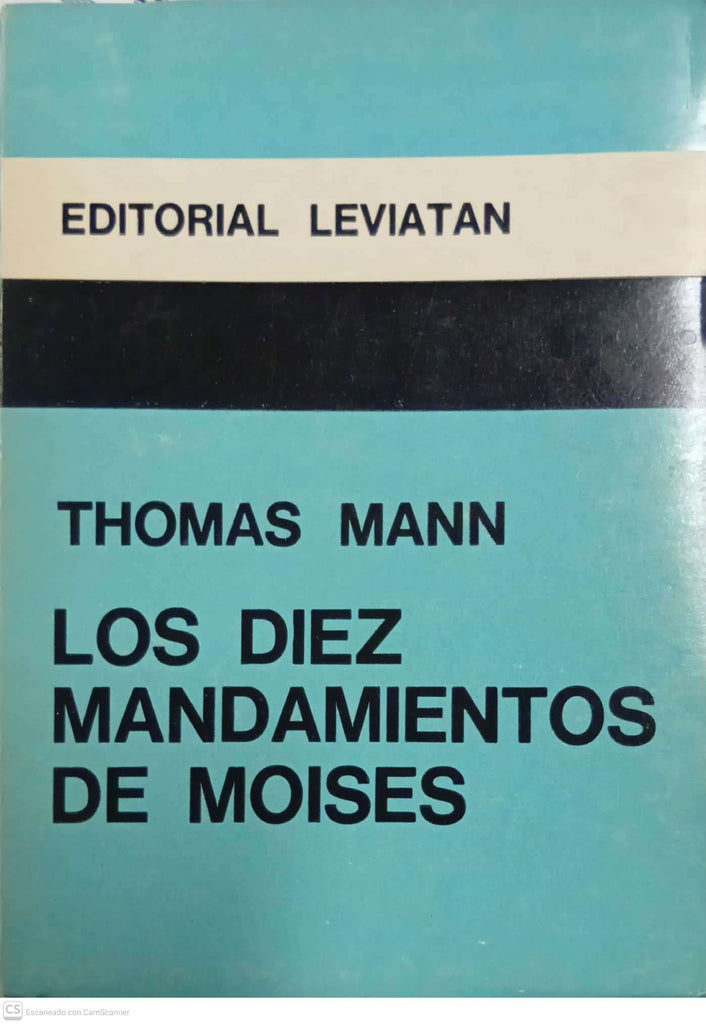 EDITORIAL LEVIATAN
THOMAS MANN
LOS DIEZ
MANDAMIENTOS
DE MOISES
CS Escaneado con CamScanner